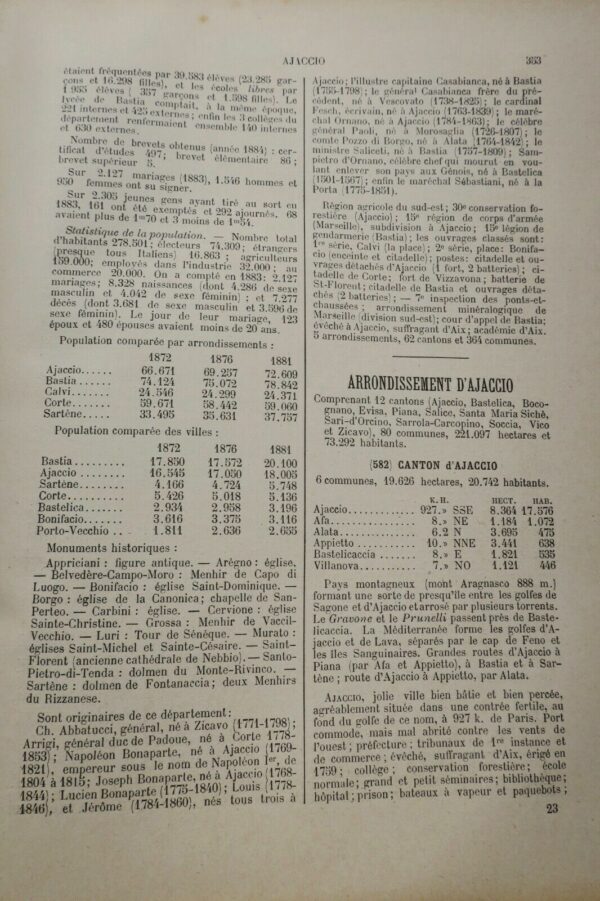 AJACCIO
353
étaient fréquentées par 39.583 élèves (23.285 gar-
çons et 16.298 filles), et les écoles libres par
1 955 élèves ( 357 garçons et 1.598 filles). Le
lycée de Bastia comptait, à la même époque,
221 internes et 425 externes; enfin les 3 collèges du
département renfermaient ensemble 140 internes
et 630 externes.
Nombre de brevets obtenus (année 1884) : cer-
tificat d'études 497; brevet élémentaire 86;
brevet supérieur 5.
Sur 2.127 mariages (1883), 1.546 hommes et
950 femmes ont su signer.
Sur 2.305 jeunes gens ayant tiré au sort en
1883, 161 ont été exemptés et 292 ajournés. 68
avaient plus de 1m70 et 3 moins de 1m54.
Statistique de la population. — Nombre total
d'habitants 278.501; électeurs 74.309; étrangers
(presque tous Italiens) 16.863 ; agriculteurs
159.000; employés dans l'industrie 32.000; au
commerce 20.000. On a compté en 1883: 2.127
mariages; 8.328 naissances (dont 4.286 de sexe
masculin et 4.042 de sexe féminin) ; et 7.277
décès (dont 3.681 de sexe masculin et 3.596 de
sexe féminin). Le jour de leur mariage, 123
époux et 480 épouses avaient moins de 20 ans.
Population comparée par arrondissements :
1872 1876 1881
Ajaccio...... 66.671 69.257 72.609
Bastia....... 74.124 75.072 78.842
Calvi........ 24.546 24.299 24.371
Corte........ 59.671 58.442 59.060
Sartène..... 33.495 35.631 37.757
Population comparée des villes :
1872 1876 1881
Bastia......... 17.850 17.572 20.100
Ajaccio........ 16.545 17.050 18.005
Sartène........ 4.166 4.724 5.748
Corte.......... 5.426 5.018 5.136
Bastelica...... 2.934 2.958 3.196
Bonifacio...... 3.616 3.375 3.116
Porto-Vecchio .. 1.811 2.636 2.655
Monuments historiques :
Appriciani : figure antique. — Arégno : église.
— Belvedère-Campo-Moro : Menhir de Capo di
Luogo. — Bonifacio : église Saint-Dominique. —
Borgo : église de la Canonica; chapelle de San-
Perteo. — Carbini : église. — Cervione : église
Sainte-Christine. — Grossa : Menhir de Vaccil-
Vecchio. — Luri : Tour de Sénéque. — Murato :
églises Saint-Michel et Sainte-Césaire. — Saint-
Florent (ancienne cathédrale de Nebbio). — Santo-
Pietro-di-Tenda : dolmen du Monte-Rivinco. —
Sartène : dolmen de Fontanaccia; deux Menhirs
du Rizzanese.
Sont originaires de ce département :
Ch. Abbatucci, général, né à Zicavo (1771-1798);
Arrigi, général duc de Padoue, né à Corte (1778-
1853); Napoléon Bonaparte, né à Ajaccio (1769-
1821), empereur sous le nom de Napoléon Ier, de
1804 à 1815; Joseph Bonaparte, né à Ajaccio (1768-
1844); Lucien Bonaparte (1775-1840); Louis (1778-
1846), et Jérôme (1784-1860), nés tous trois à
Ajaccio; l'illustre capitaine Casabianca, né à Bastia
(1755-1798); le général Casabianca frère du pré-
cédent, né à Vescovato (1738-1825); le cardinal
Fesch, écrivain, né à Ajaccio (1763-1839); le maré-
chal Ornano, né à Ajaccio (1784-1863); le célèbre
général Paoli, né à Morosaglia (1726-1807); le
comte Pozzo di Borgo, né à Alata (1764-1842); le
ministre Saliceti, né à Bastia (1757-1809) ; Sam-
pietro d'Ornano, célèbre chef qui mourut en vou-
lant enlever son pays aux Génois, né à Bastelica
(1501-1567); enfin le maréchal Sébastiani, né à la
Porta (1775-1851).
Région agricole du sud-est; 30e conservation fo-
restière (Ajaccio) ; 15e région de corps d'armée
(Marseille), subdivision à Ajaccio ; 15e légion de
gendarmerie (Bastia); les ouvrages classés sont :
1re série, Calvi (la place); 2e série, place: Bonifa-
cio (enceinte et citadelle); postes: citadelle et ou-
vrages détachés d'Ajaccio (1 fort, 2 batteries); ci-
tadelle de Corte; fort de Vizzavona; batterie de
St-Florent; citadelle de Bastia et ouvrages déta-
chés (2 batteries) ; — 7e inspection des ponts-et-
chaussées ; arrondissement minéralogique de
Marseille (division sud-est); cour d'appel de Bastia;
évêché à Ajaccio, suffragant d'Aix; académie d'Aix.
5 arrondissements, 62 cantons et 364 communes.
ARRONDISSEMENT D'AJACCIO
Comprenant 12 cantons (Ajaccio, Bastelica, Boco-
gnano, Evisa, Piana, Salice, Santa Maria Sichè,
Sari-d'Orcino, Sarrola-Carcopino, Soccia, Vico
et Zicavo), 80 communes, 221.097 hectares et
73.292 habitants.
(582) CANTON d'AJACCIO
6 communes, 19.626 hectares, 20.742 habitants.
K. H. HECT. HAB.
Ajaccio............ 927.» SSE 8.364 17.576
Afa................ 8.» NE 1.184 1.072
Alata.............. 6.2 N 3.695 475
Appietto........... 10.» NNE 3.441 638
Bastelicaccia...... 8.» E 1.821 535
Villanova.......... 7.» NO 1.121 446
Pays montagneux (mont Aragnasco 888 m.)
formant une sorte de presqu'ile entre les golfes de
Sagone et d'Ajaccio et arrosé par plusieurs torrents.
Le Gravone et le Prunelli passent près de Baste-
licaccia. La Méditerranée forme les golfes d'A-
jaccio et de Lava, séparés par le cap de Feno et
les îles Sanguinaires. Grandes routes d'Ajaccio à
Piana (par Afa et Appietto), à Bastia et à Sar-
tène ; route d'Ajaccio à Appietto, par Alata.
AJACCIO, jolie ville bien bâtie et bien percée,
agréablement située dans une contrée fertile, au
fond du golfe de ce nom, à 927 k. de Paris. Port
commode, mais mal abrité contre les vents de
l'ouest; préfecture; tribunaux de 1re instance et
de commerce; évêché, suffragant d'Aix, érigé en
1759 ; collège ; conservation forestière; école
normale; grand et petit séminaires; bibliothèque;
hôpital; prison; bateaux à vapeur et paquebots;
23